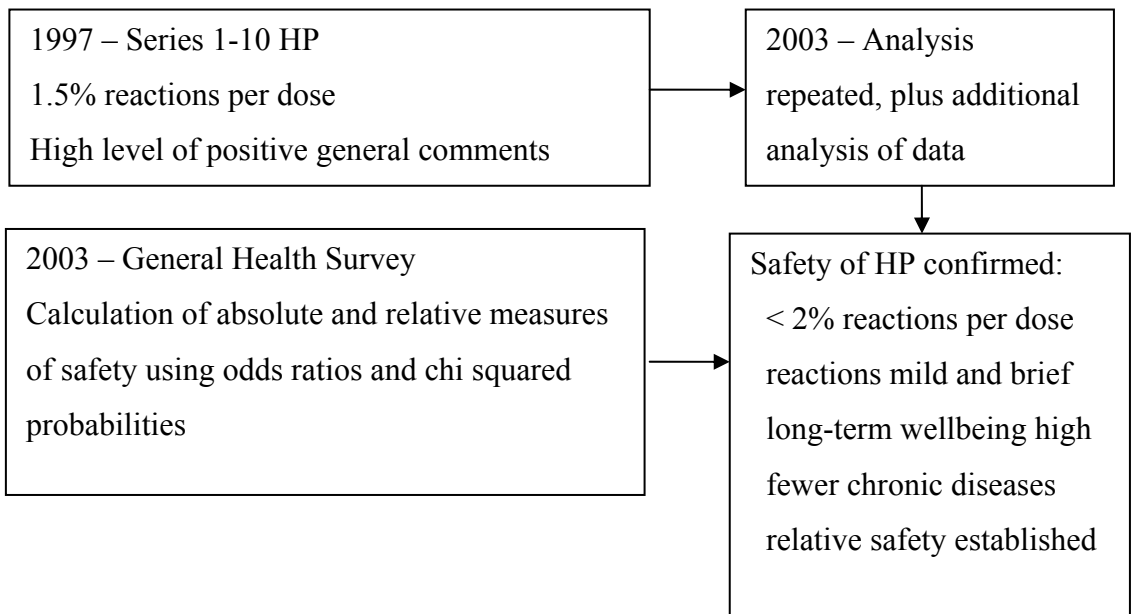 1997 – Series 1-10 HP
1.5% reactions per dose
High level of positive general comments
2003 – Analysis
repeated, plus additional
analysis of data
2003 – General Health Survey
Calculation of absolute and relative measures
of safety using odds ratios and chi squared
probabilities
Safety of HP confirmed:
< 2% reactions per dose
reactions mild and brief
long-term wellbeing high
fewer chronic diseases
relative safety established